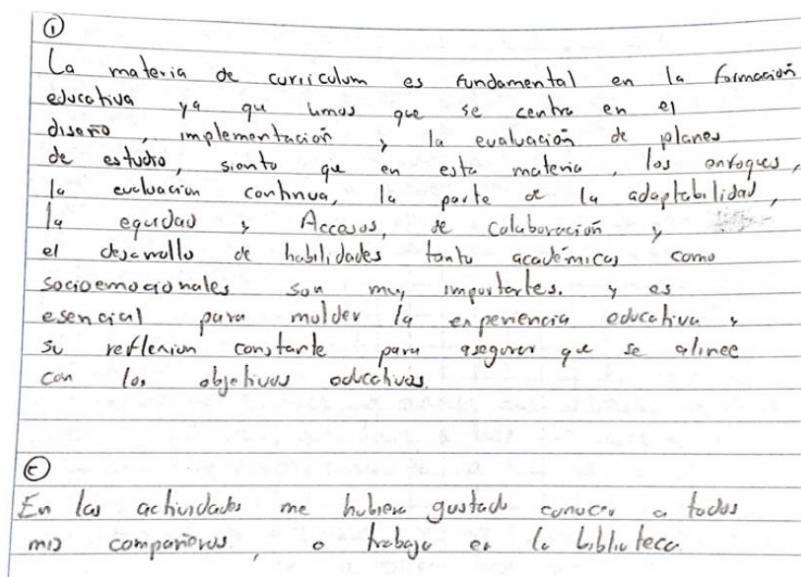 ①
La materia de curriculum es fundamental en la formación
educativa ya que vimos que se centra en el
diseño, implementación y la evaluación de planes
de estudio, siento que en esta materia, los enfoques,
la evaluacion continua, la parte de la adaptabilidad,
la equidad y Accesos, de colaboración y
el desarrollo de habilidades tanto académicas como
socioemocionales son muy importantes. y es
esencial para molder la experiencia educativa y
su reflexion constante para asegurar que se alinee
con los objetivos educativos.
②
En las actividades me hubiera gustado conocer a todos
mis compañeros, o trabajo en la biblioteca